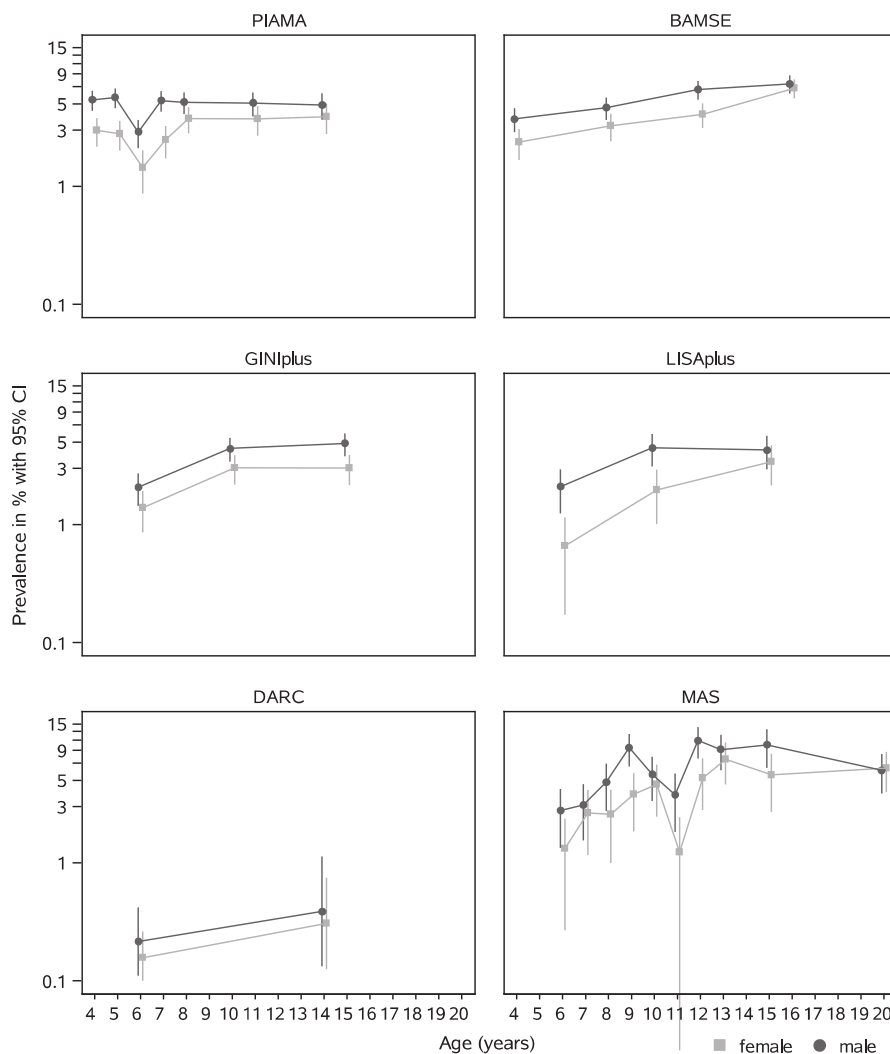 PIAMA BAMSE
15
9
5
3
1
0.1
GINIplus LISAplus
Prevalence in % with 95% CI
15
9
5
3
1
0.1
DARC MAS
15
9
5
3
1
0.1
4 5 6 7 8 9 10 11 12 13 14 15 16 17 18 19 20 4 5 6 7 8 9 10 11 12 13 14 15 16 17 18 19 20
Age (years)
female male